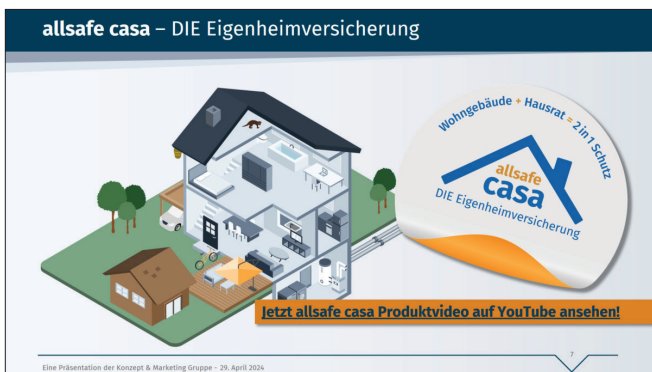 allsafe casa – DIE Eigenheimversicherung
Wohngebäude + Hausrat = 2 in 1 Schutz
allsafe
casa
DIE Eigenheimversicherung
Jetzt allsafe casa Produktvideo auf YouTube ansehen!
Eine Präsentation der Konzept & Marketing Gruppe - 29. April 2024
7